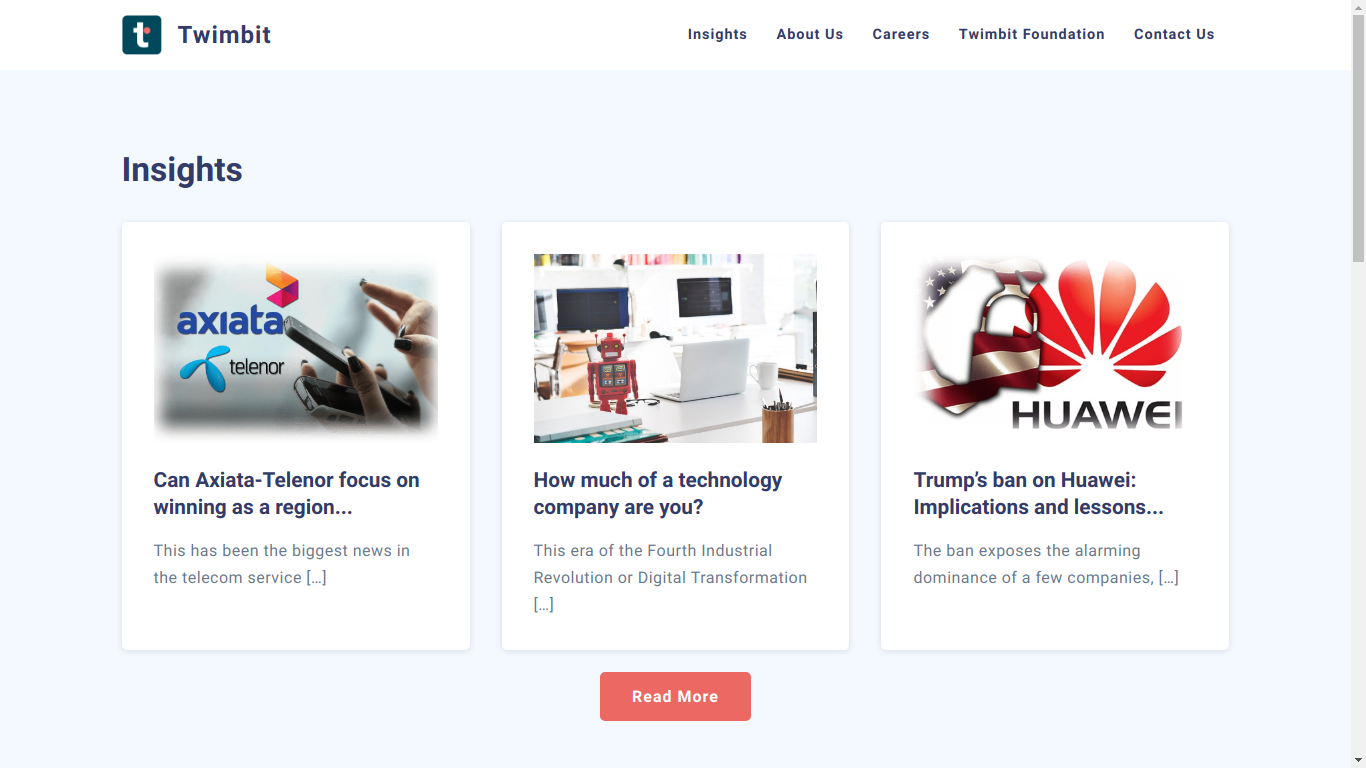 t
Twimbit
Insights
About Us
Careers
Twimbit Foundation
Contact Us
Insights
axiata
telenor
HUAWEI
Can Axiata-Telenor focus on
winning as a region...
How much of a technology
company are you?
Trump’s ban on Huawei:
Implications and lessons...
This has been the biggest news in
the telecom service […]
This era of the Fourth Industrial
Revolution or Digital Transformation
[…]
The ban exposes the alarming
dominance of a few companies, […]
Read More